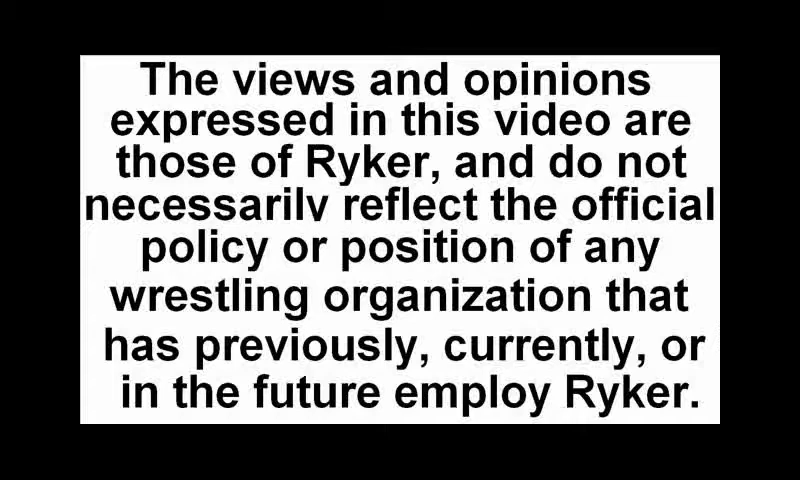 The views and opinions
expressed in this video are
those of Ryker, and do not
necessarily reflect the official
policy or position of any
wrestling organization that
has previously, currently, or
in the future employ Ryker.